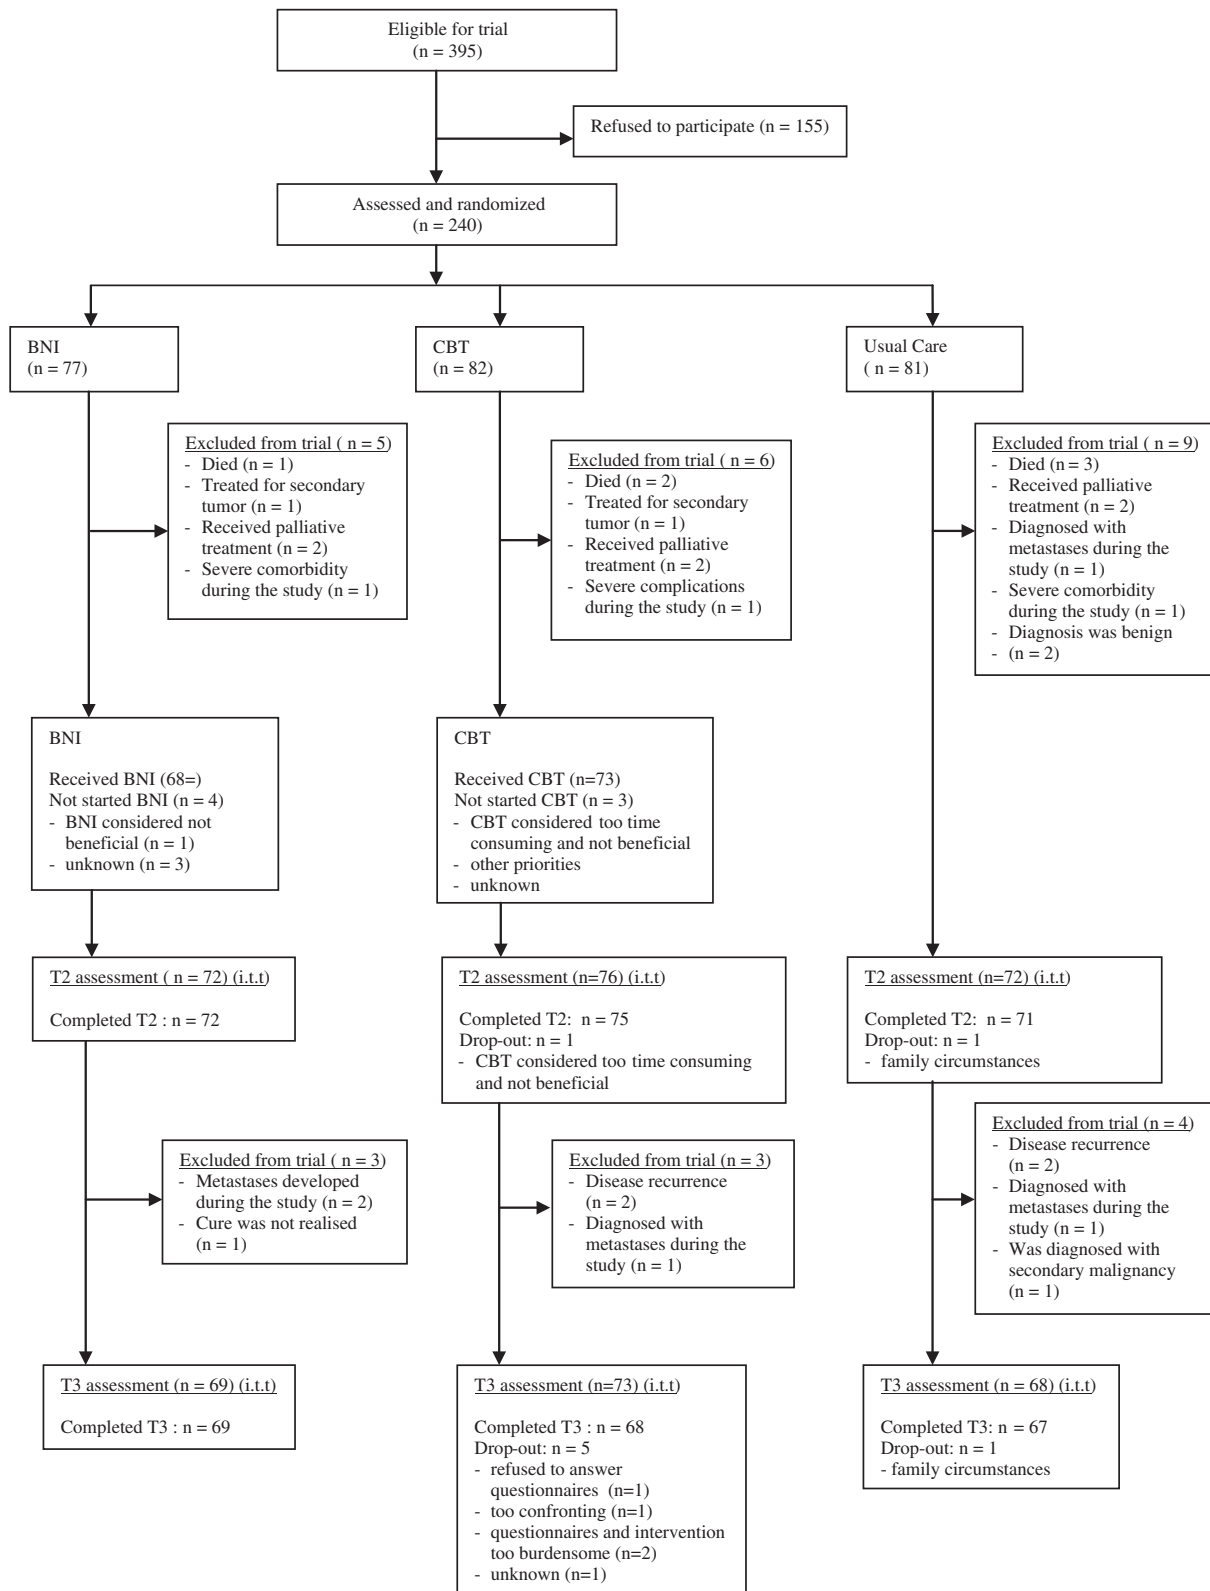 Eligible for trial
(n = 395)
Refused to participate (n = 155)
Assessed and randomized
(n = 240)
BNI
(n = 77)
CBT
(n = 82)
Usual Care
( n = 81)
Excluded from trial ( n = 5)
- Died (n = 1)
- Treated for secondary
tumor (n = 1)
- Received palliative
treatment (n = 2)
- Severe comorbidity
during the study (n = 1)
Excluded from trial ( n = 6)
- Died (n = 2)
- Treated for secondary
tumor (n = 1)
- Received palliative
treatment (n = 2)
- Severe complications
during the study (n = 1)
Excluded from trial ( n = 9)
- Died (n = 3)
- Received palliative
treatment (n = 2)
- Diagnosed with
metastases during the
study (n = 1)
- Severe comorbidity
during the study (n = 1)
- Diagnosis was benign
- (n = 2)
BNI
Received BNI (68=)
Not started BNI (n = 4)
- BNI considered not
beneficial (n = 1)
- unknown (n = 3)
CBT
Received CBT (n=73)
Not started CBT (n = 3)
- CBT considered too time
consuming and not beneficial
- other priorities
- unknown
T2 assessment ( n = 72) (i.t.t)
Completed T2 : n = 72
T2 assessment (n=76) (i.t.t)
Completed T2: n = 75
Drop-out: n = 1
- CBT considered too time consuming
and not beneficial
T2 assessment (n=72) (i.t.t)
Completed T2: n = 71
Drop-out: n = 1
- family circumstances
Excluded from trial ( n = 3)
- Metastases developed
during the study (n = 2)
- Cure was not realised
(n = 1)
Excluded from trial (n = 3)
- Disease recurrence
(n = 2)
- Diagnosed with
metastases during the
study (n = 1)
Excluded from trial (n = 4)
- Disease recurrence
(n = 2)
- Diagnosed with
metastases during the
study (n = 1)
- Was diagnosed with
secondary malignancy
(n = 1)
T3 assessment (n = 69) (i.t.t)
Completed T3 : n = 69
T3 assessment (n=73) (i.t.t)
Completed T3 : n = 68
Drop-out: n = 5
- refused to answer
questionnaires (n=1)
- too confronting (n=1)
- questionnaires and intervention
too burdensome (n=2)
- unknown (n=1)
T3 assessment (n = 68) (i.t.t)
Completed T3: n = 67
Drop-out: n = 1
- family circumstances